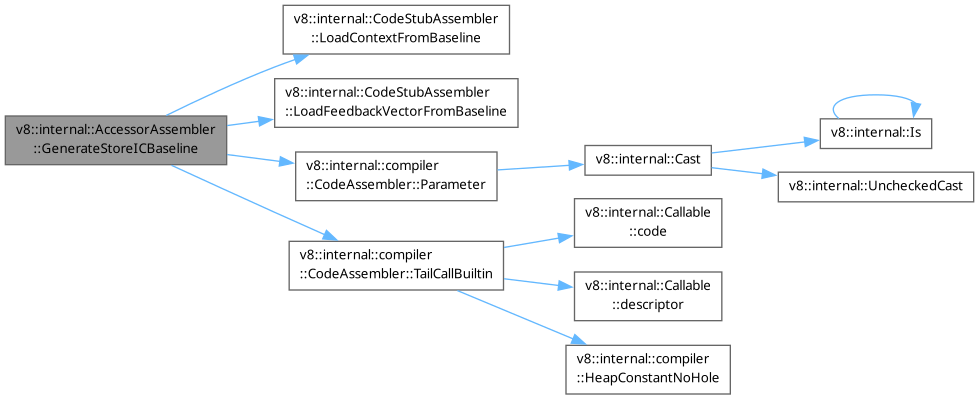 v8::internal::CodeStubAssembler
::LoadContextFromBaseline
v8::internal::CodeStubAssembler
::LoadFeedbackVectorFromBaseline
v8::internal::AccessorAssembler
::GenerateStoreICBaseline
v8::internal::compiler
::CodeAssembler::Parameter
v8::internal::Cast
v8::internal::Is
v8::internal::UncheckedCast
v8::internal::Callable
::code
v8::internal::compiler
::CodeAssembler::TailCallBuiltin
v8::internal::Callable
::descriptor
v8::internal::compiler
::HeapConstantNoHole